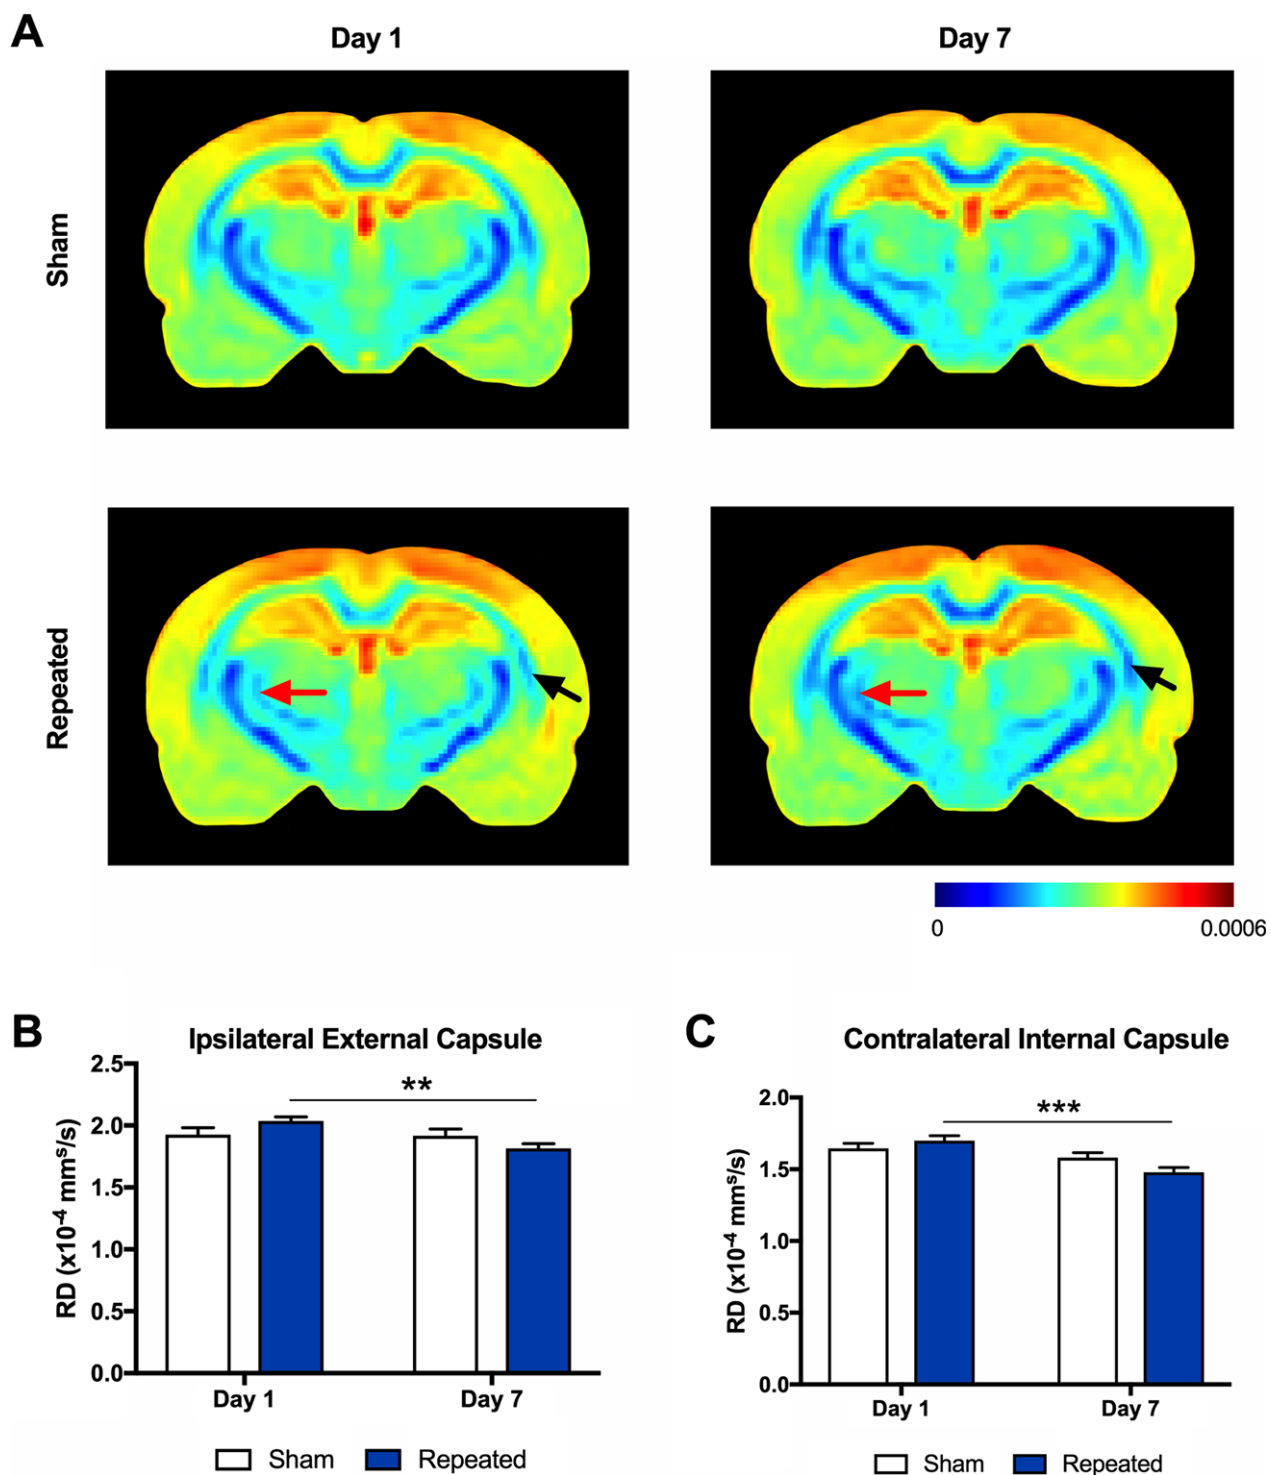 A
Day 1
Day 7
Sham
Repeated
0
0.0006
B
Ipsilateral External Capsule
RD (x10⁻⁴ mmˢ/s)
2.5
2.0
1.5
1.0
0.5
0.0
**
Day 1
Day 7
Sham
Repeated
C
Contralateral Internal Capsule
RD (x10⁻⁴ mmˢ/s)
2.0
1.5
1.0
0.5
0.0
***
Day 1
Day 7
Sham
Repeated